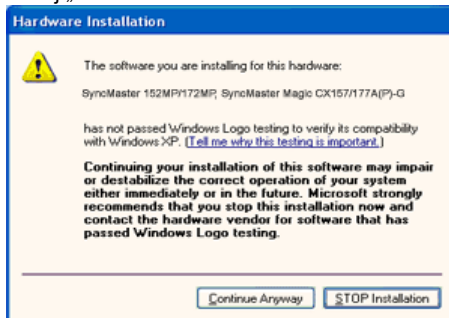 Hardware Installation
The software you are installing for this hardware:
SyncMaster 152MP/172MP, SyncMaster Magic CX157/177A(P)-G
has not passed Windows Logo testing to verify its compatibility
with Windows XP. (Tell me why this testing is important.)
Continuing your installation of this software may impair
or destabilize the correct operation of your system
either immediately or in the future. Microsoft strongly
recommends that you stop this installation now and
contact the hardware vendor for software that has
passed Windows Logo testing.
Continue Anyway
STOP Installation